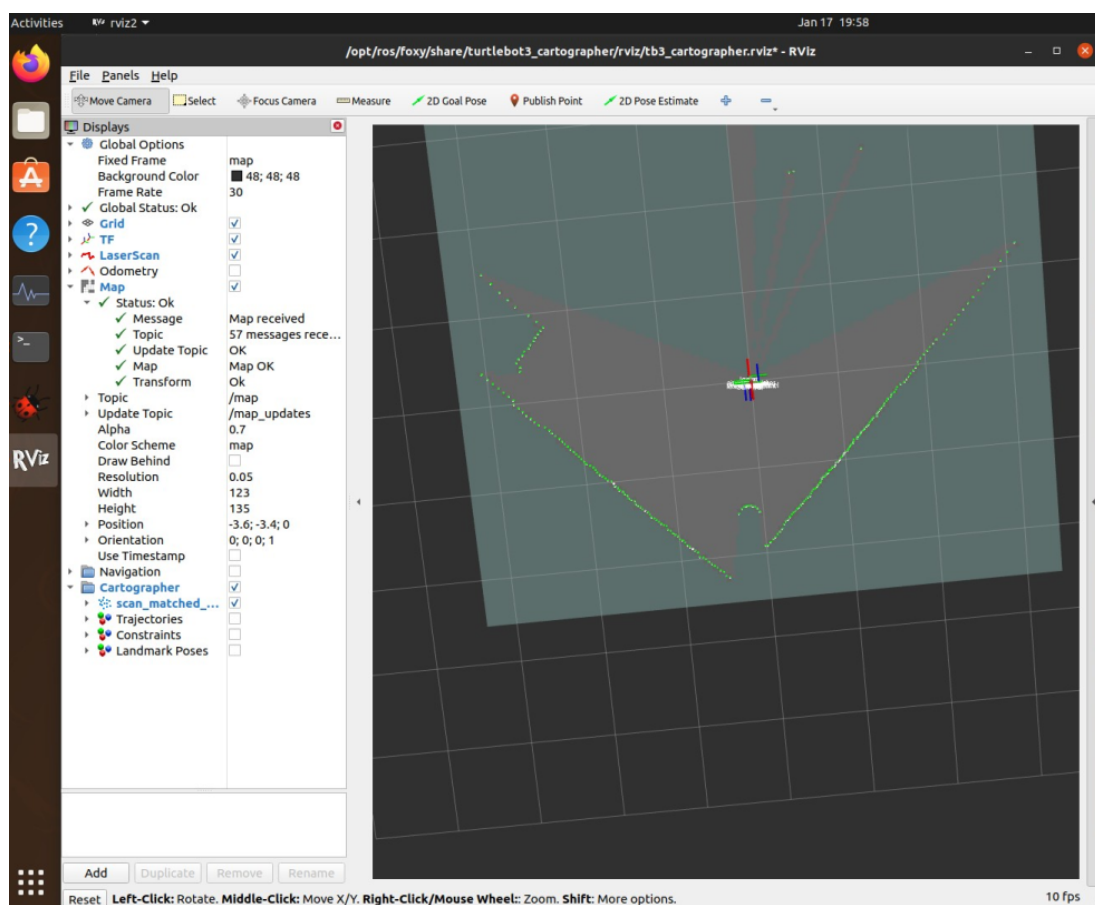 Activities
rviz2
Jan 17 19:58
/opt/ros/foxy/share/turtlebot3_cartographer/rviz/tb3_cartographer.rviz* - RViz
File Panels Help
Move Camera Select Focus Camera Measure 2D Goal Pose Publish Point 2D Pose Estimate
Displays
Global Options
Fixed Frame map
Background Color 48; 48; 48
Frame Rate 30
Global Status: Ok
Grid
TF
LaserScan
Odometry
Map
Status: Ok
Message Map received
Topic 57 messages rece...
Update Topic OK
Map Map OK
Transform Ok
Topic /map
Update Topic /map_updates
Alpha 0.7
Color Scheme map
Draw Behind
Resolution 0.05
Width 123
Height 135
Position -3.6; -3.4; 0
Orientation 0; 0; 0; 1
Use Timestamp
Navigation
Cartographer
scan_matched_...
Trajectories
Constraints
Landmark Poses
RViz
Add Duplicate Remove Rename
Reset Left-Click: Rotate. Middle-Click: Move X/Y. Right-Click/Mouse Wheel:: Zoom. Shift: More options. 10 fps